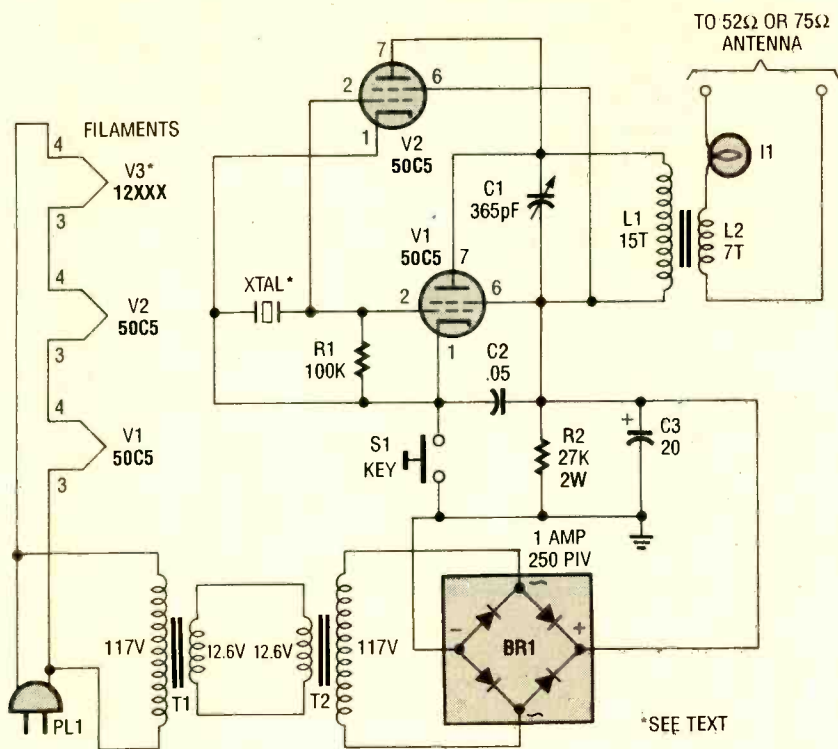 TO 52Ω OR 75Ω
ANTENNA
7
2
6
1
V2
50C5
FILAMENTS
4
V3*
12XXX
3
4
V2
50C5
3
4
V1
50C5
3
I1
C1
365pF
L1
15T
L2
7T
V1
50C5
7
2
6
1
XTAL*
R1
100K
C2
.05
S1
KEY
R2
27K
2W
+
C3
20
1 AMP
250 PIV
117V
12.6V
12.6V
117V
T1
T2
~
−
BR1
+
~
PL1
*SEE TEXT